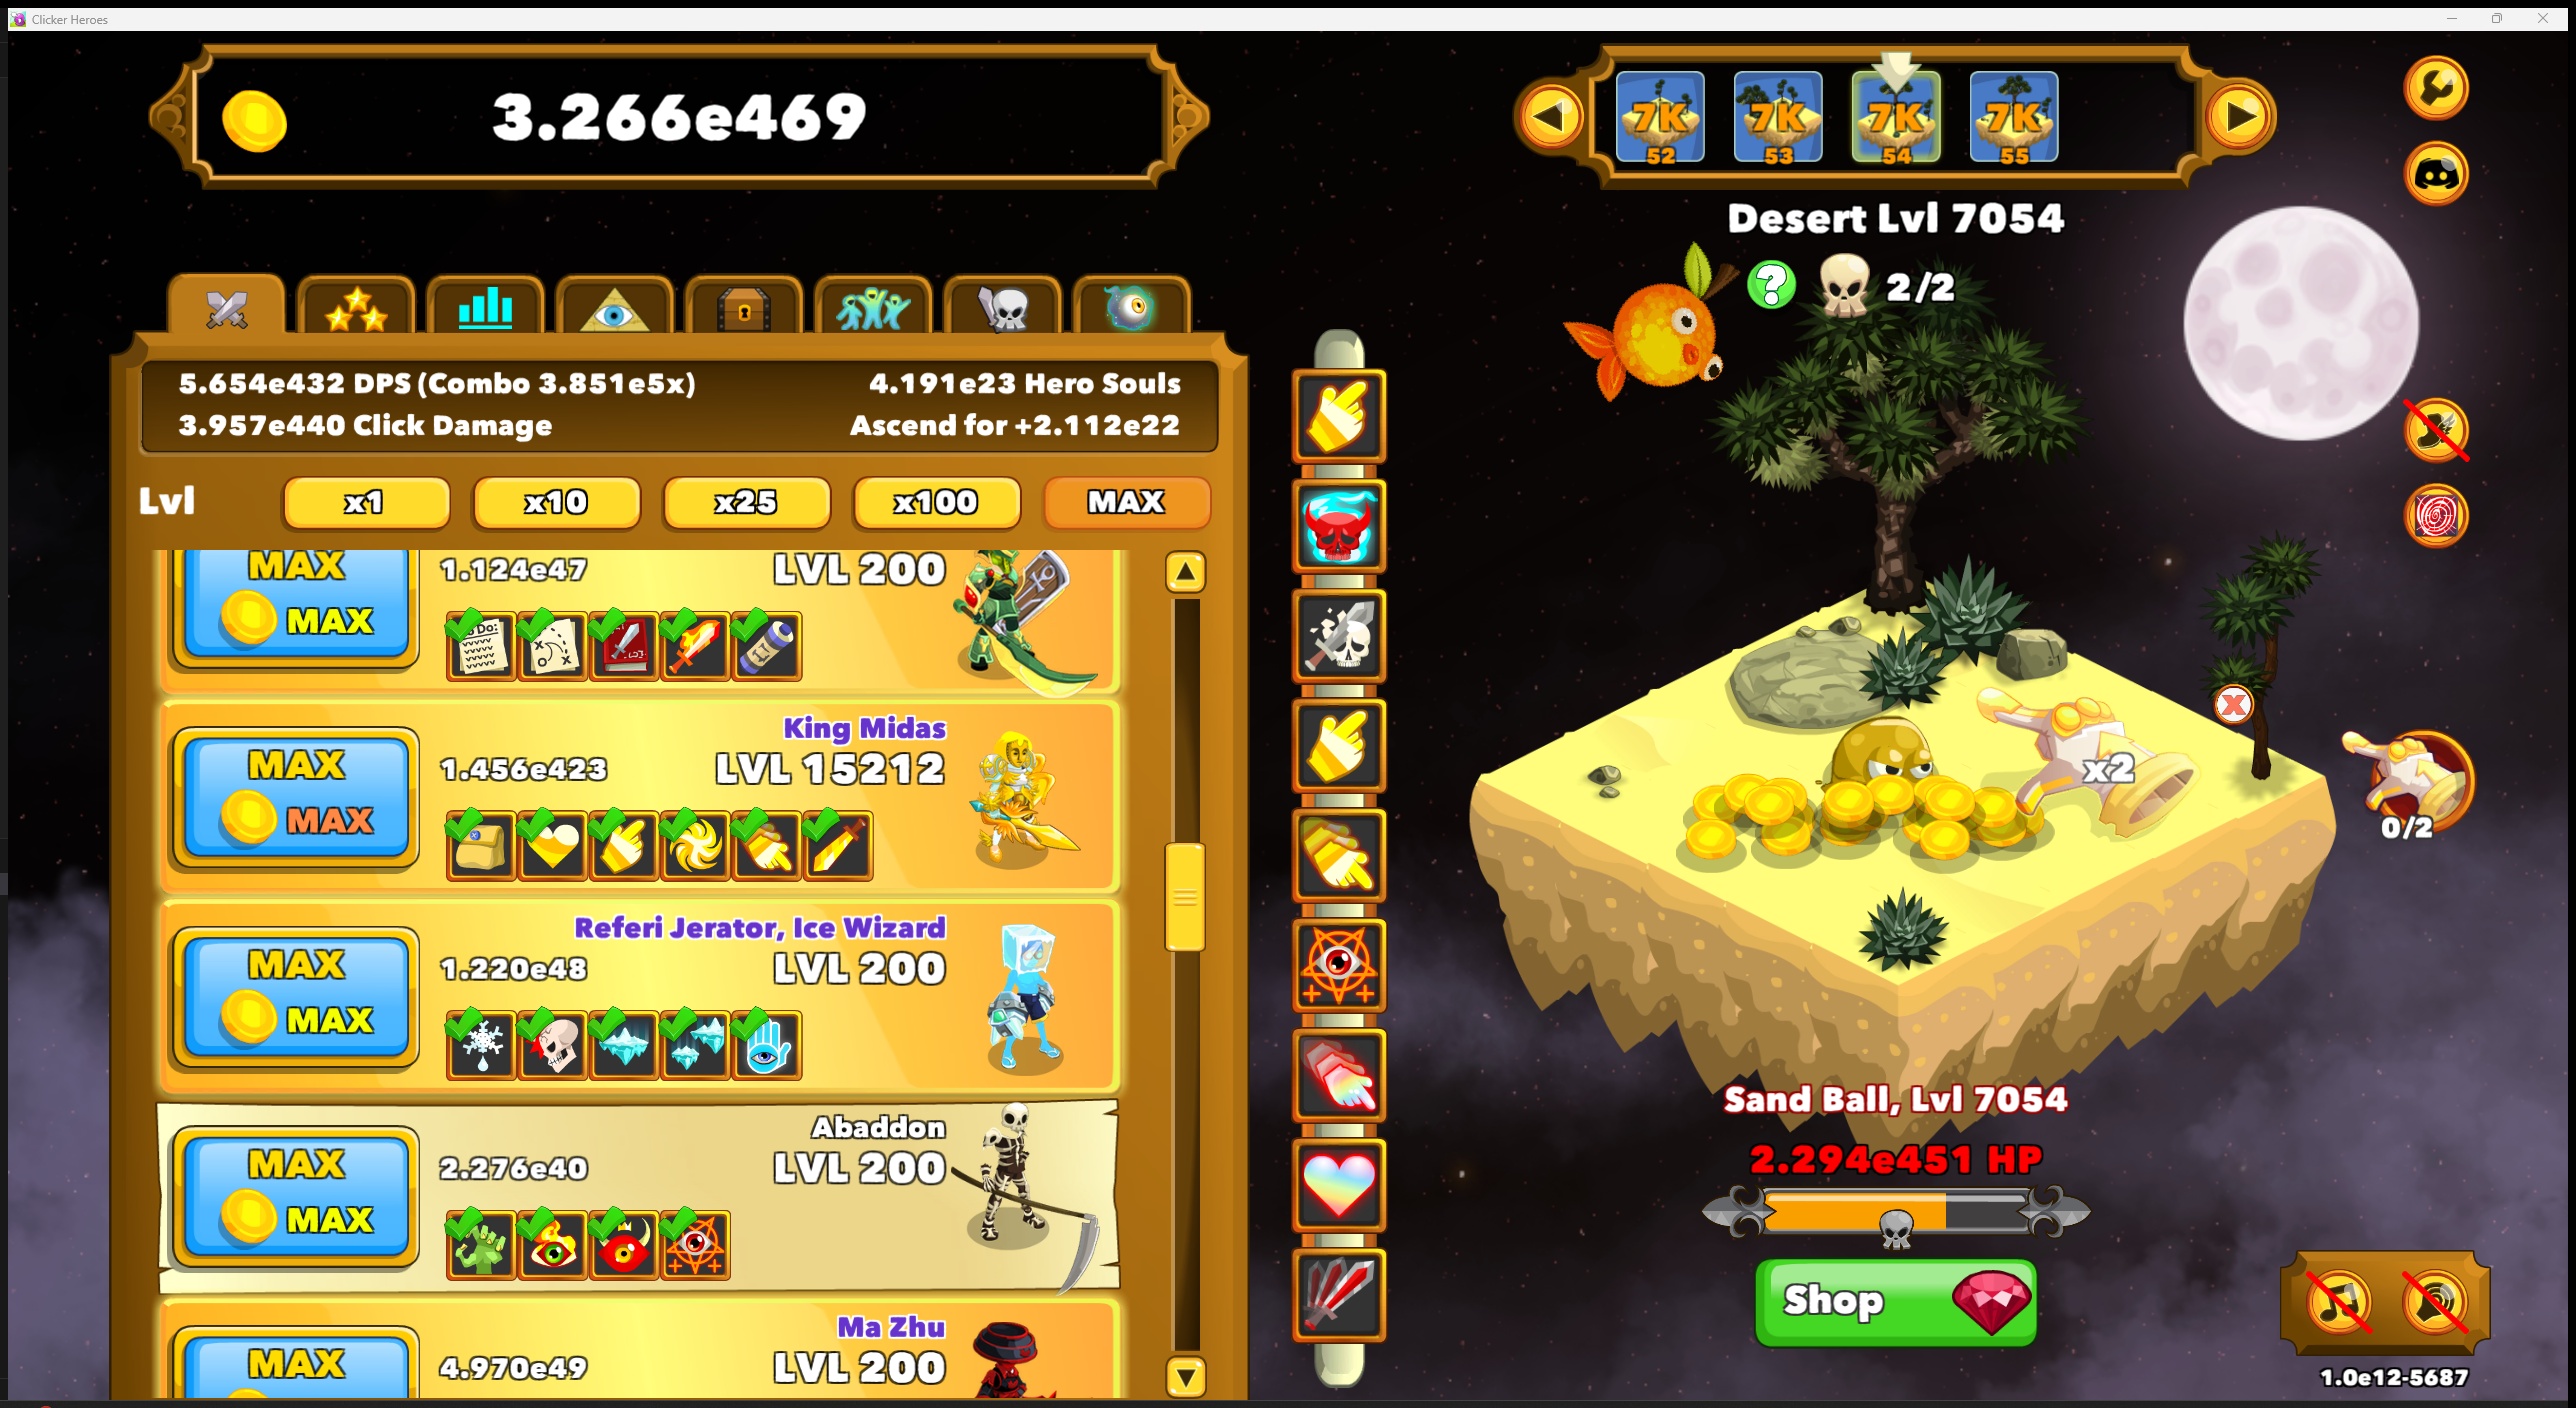 Clicker Heroes
3.266e469
7K
52
7K
53
7K
54
7K
55
Desert Lvl 7054
2/2
5.654e432 DPS (Combo 3.851e5x)
4.191e23 Hero Souls
3.957e440 Click Damage
Ascend for +2.112e22
Lvl
x1
x10
x25
x100
MAX
MAX
MAX
1.124e47
LVL 200
MAX
MAX
King Midas
1.456e423
LVL 15212
MAX
MAX
Referi Jerator, Ice Wizard
1.220e48
LVL 200
MAX
MAX
Abaddon
2.276e40
LVL 200
MAX
Ma Zhu
4.970e49
LVL 200
x2
0/2
Sand Ball, Lvl 7054
2.294e451 HP
Shop
1.0e12-5687